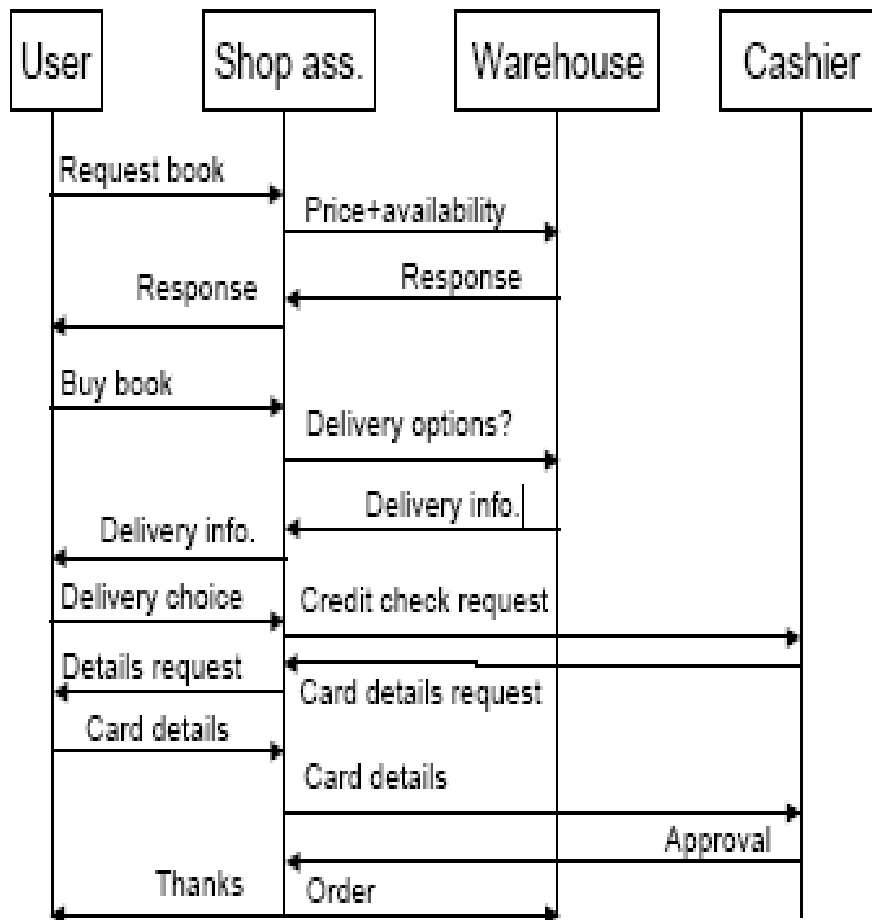 User
Shop ass.
Warehouse
Cashier
Request book
Price+availability
Response
Response
Buy book
Delivery options?
Delivery info.
Delivery info.
Delivery choice
Credit check request
Details request
Card details request
Card details
Card details
Approval
Thanks
Order